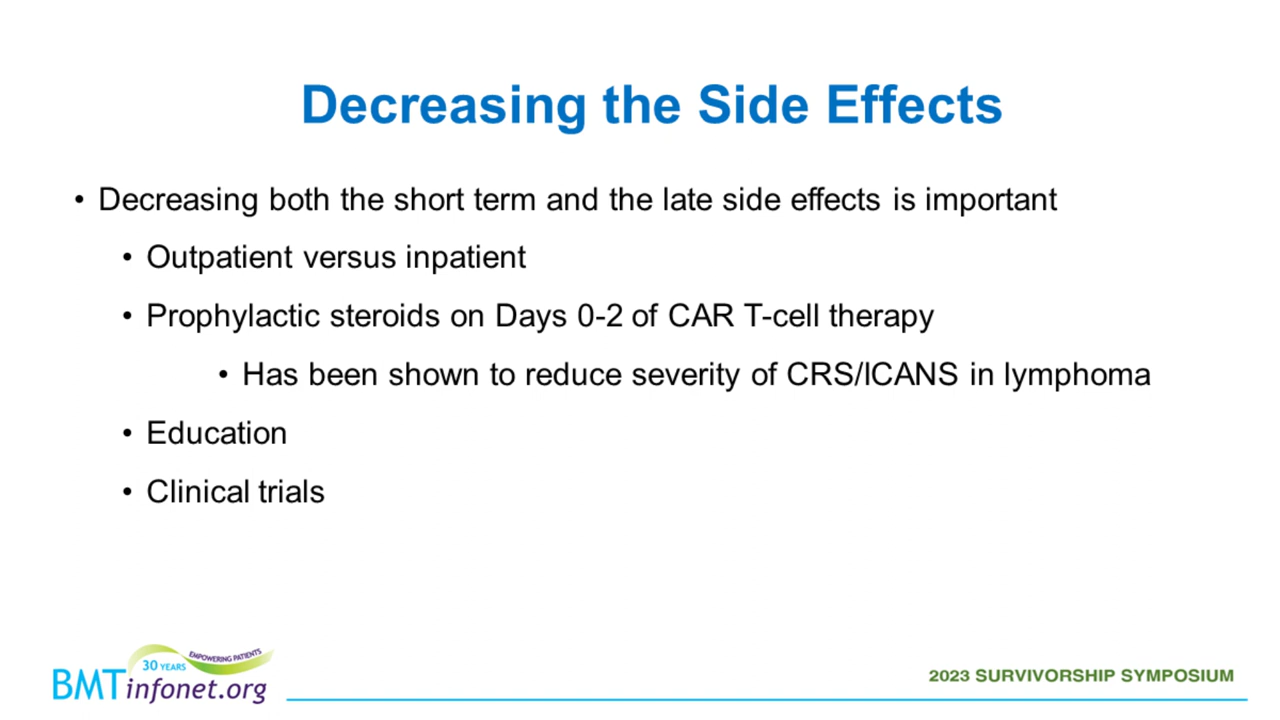 Decreasing the Side Effects
• Decreasing both the short term and the late side effects is important
• Outpatient versus inpatient
• Prophylactic steroids on Days 0-2 of CAR T-cell therapy
• Has been shown to reduce severity of CRS/ICANS in lymphoma
• Education
• Clinical trials
30 YEARS EMPOWERING PATIENTS
BMTinfonet.org
2023 SURVIVORSHIP SYMPOSIUM